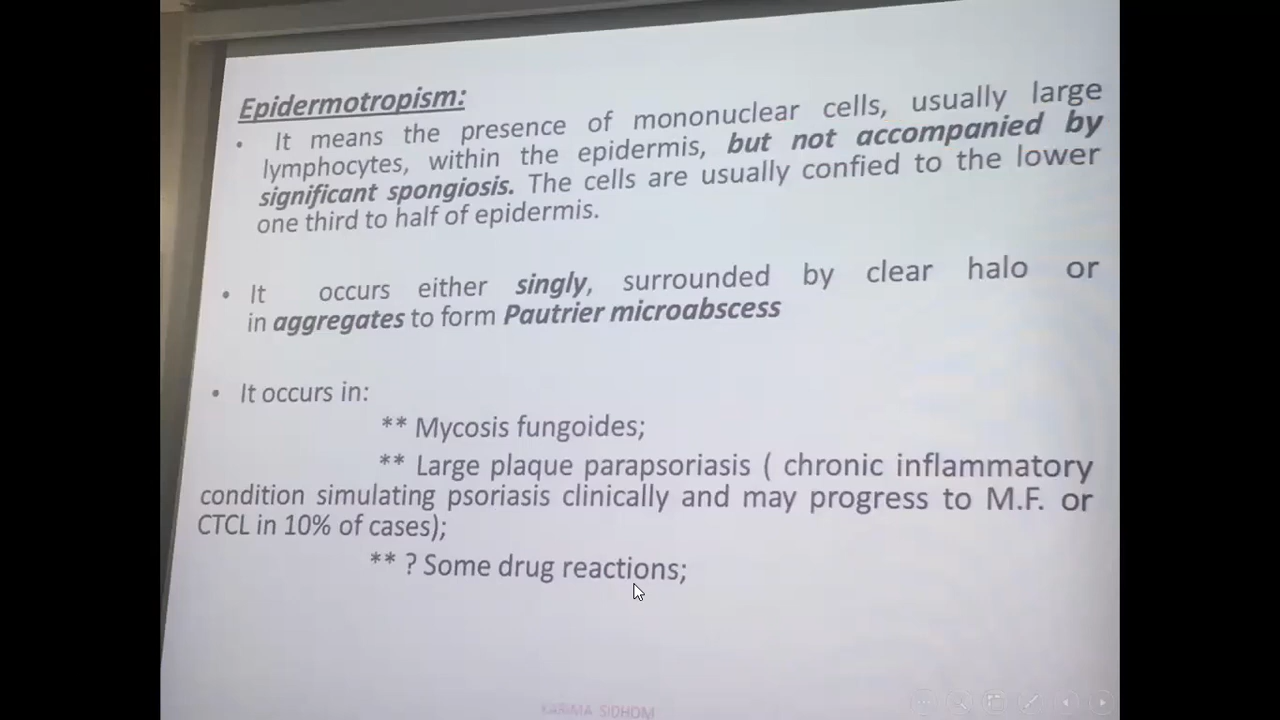 Epidermotropism:
• It means the presence of mononuclear cells, usually large
lymphocytes, within the epidermis, but not accompanied by
significant spongiosis. The cells are usually confied to the lower
one third to half of epidermis.
• It occurs either singly, surrounded by clear halo or
in aggregates to form Pautrier microabscess
• It occurs in:
** Mycosis fungoides;
** Large plaque parapsoriasis ( chronic inflammatory
condition simulating psoriasis clinically and may progress to M.F. or
CTCL in 10% of cases);
** ? Some drug reactions;
KARIMA SIDHOM